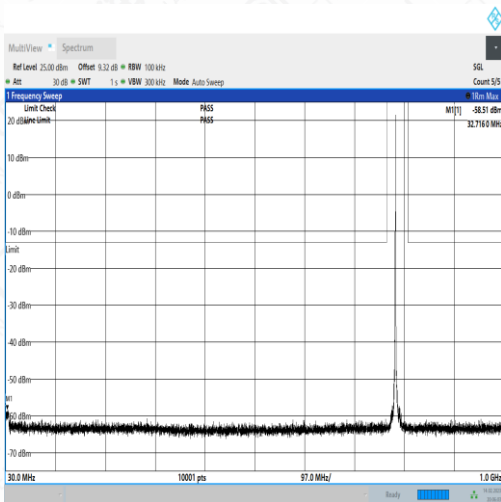 MultiView Spectrum
Ref Level 25.00 dBm Offset 9.32 dB RBW 100 kHz SGL
Att 30 dB SWT 1 s VBW 300 kHz Mode Auto Sweep Count 5/5
1 Frequency Sweep 1Rm Max
Limit Check PASS M1[1] -58.51 dBm
20 dBm Line Limit PASS 32.7160 MHz
10 dBm
0 dBm
-10 dBm
Limit
-20 dBm
-30 dBm
-40 dBm
-50 dBm
M1
-60 dBm
-70 dBm
30.0 MHz 10001 pts 97.0 MHz/ 1.0 GHz
Ready